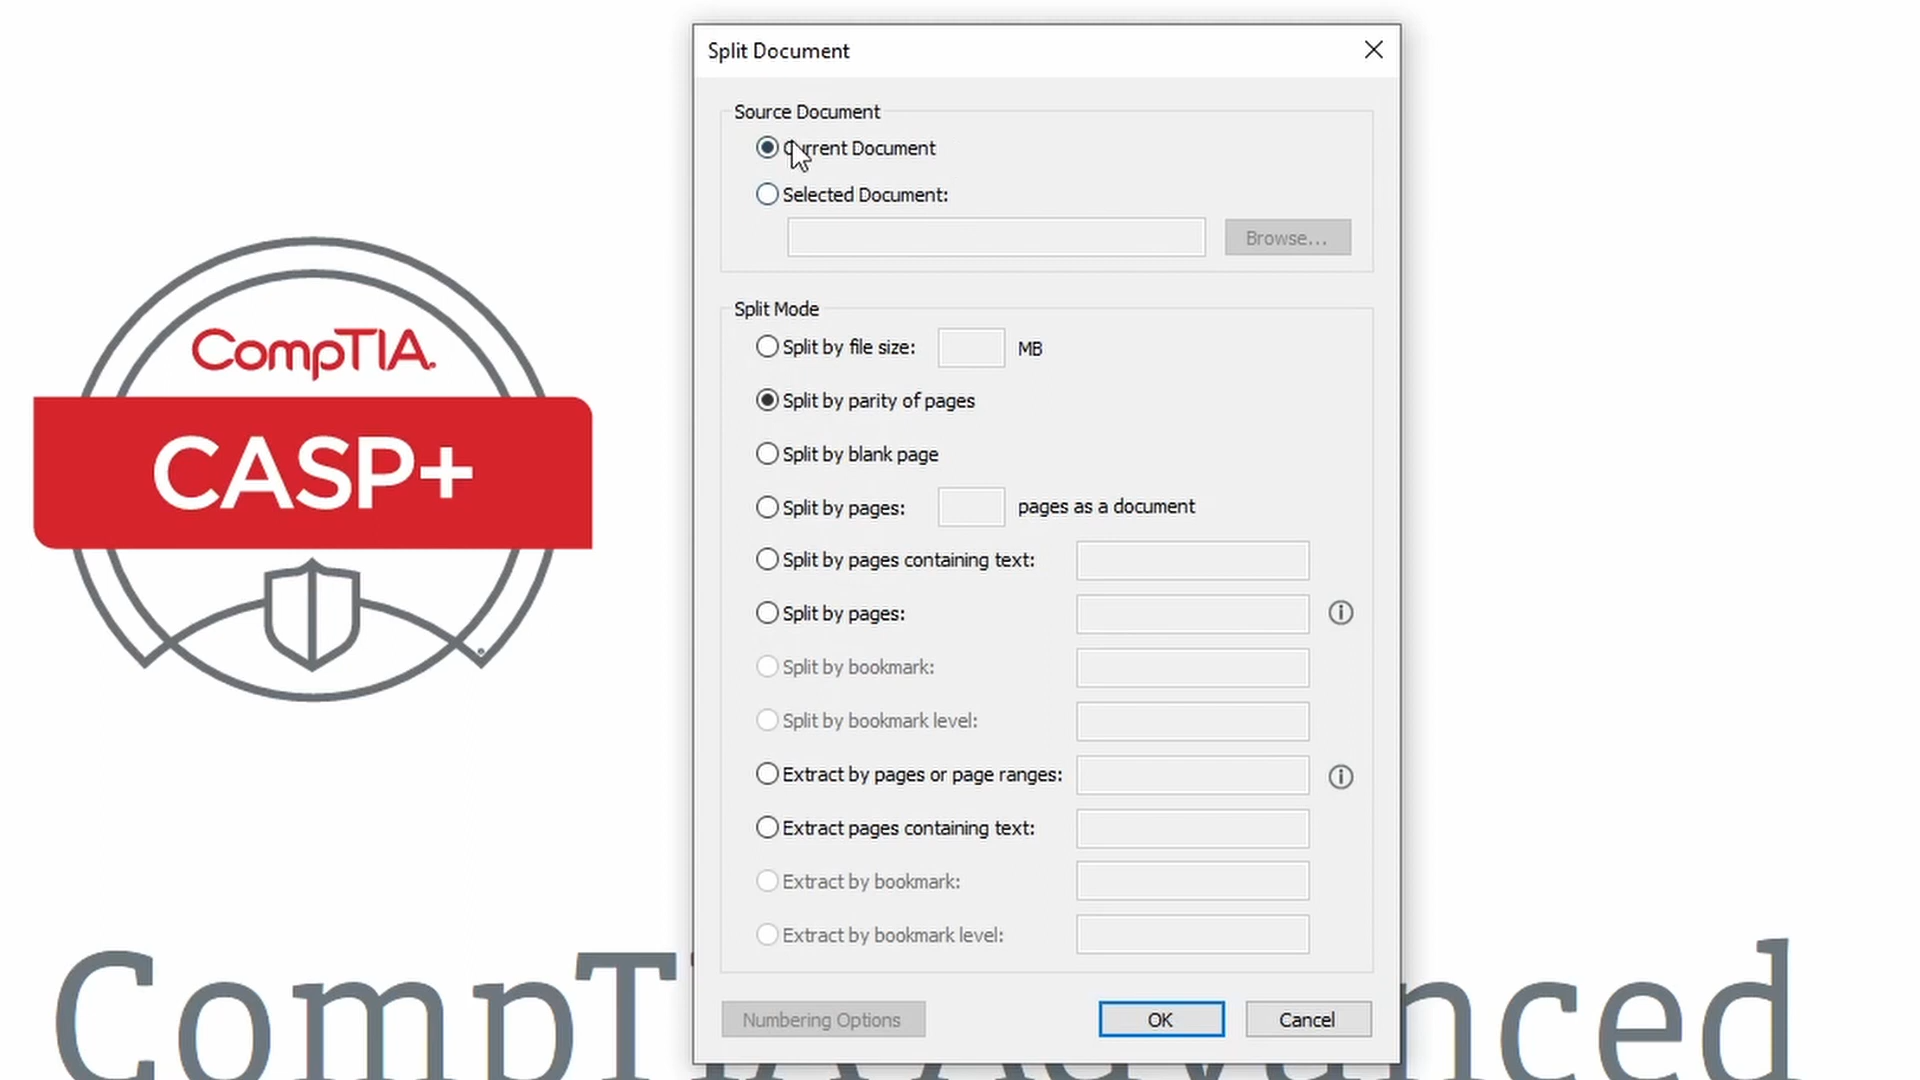 Split Document
Source Document
Current Document
Selected Document:
Browse...
Split Mode
Split by file size: MB
Split by parity of pages
Split by blank page
Split by pages: pages as a document
Split by pages containing text:
Split by pages:
Split by bookmark:
Split by bookmark level:
Extract by pages or page ranges:
Extract pages containing text:
Extract by bookmark:
Extract by bookmark level:
Numbering Options OK Cancel
CompTIA.
CASP+
CompTIA Advanced